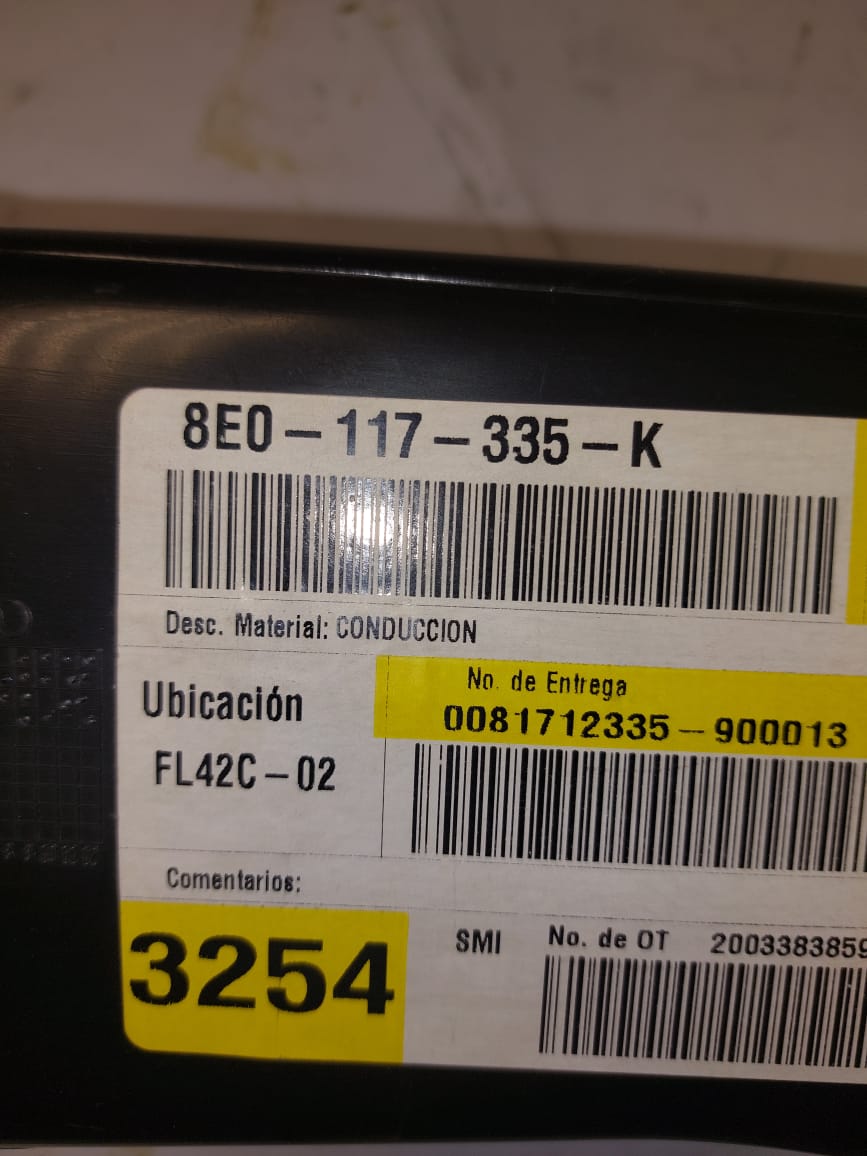 8E0-117-335-K
Desc. Material: CONDUCCION
Ubicación
No. de Entrega
0081712335-900013
FL42C-02
Comentarios:
3254
SMI
No. de OT 2003383859